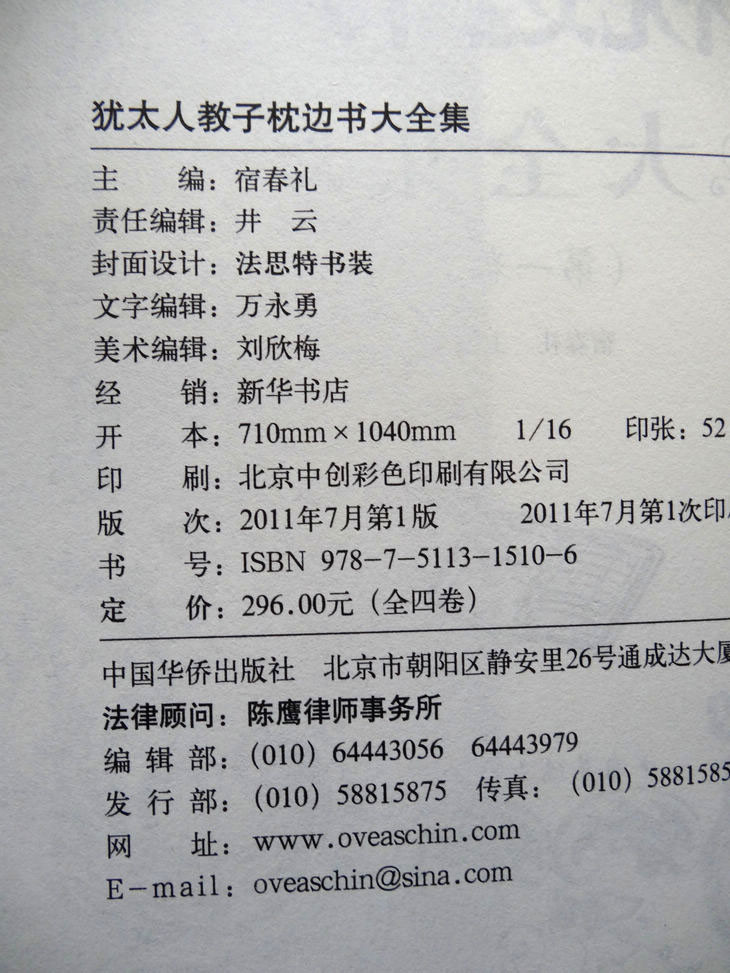 犹太人教子枕边书大全集
主 编：宿春礼
责任编辑：井 云
封面设计：法思特书装
文字编辑：万永勇
美术编辑：刘欣梅
经 销：新华书店
开 本：710mm×1040mm 1/16 印张：52
印 刷：北京中创彩色印刷有限公司
版 次：2011年7月第1版 2011年7月第1次印
书 号：ISBN 978-7-5113-1510-6
定 价：296.00元（全四卷）
中国华侨出版社 北京市朝阳区静安里26号通成达大厦
法律顾问：陈鹰律师事务所
编 辑 部：(010) 64443056 64443979
发 行 部：(010) 58815875 传真：(010) 5881585
网 址：www.oveaschin.com
E-mail：oveaschin@sina.com